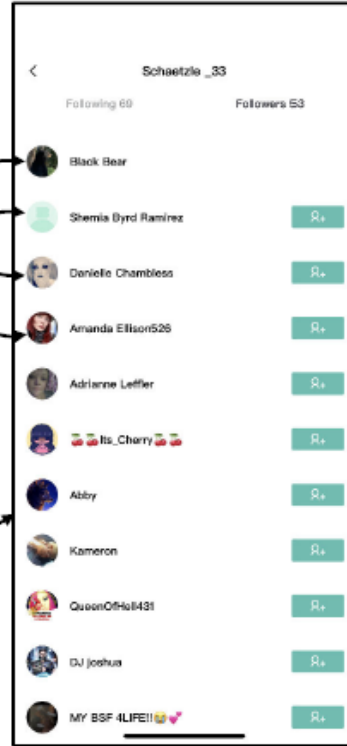 Schaetzle _33
Following 69 Followers 53
Black Bear
Shemia Byrd Ramirez
Danielle Chambless
Amanda Ellison526
Adrianne Leffler
🍒🍒Its_Cherry🍒🍒
Abby
Kameron
QueenOfHell431
DJ joshua
MY BSF 4LIFE!!😭💕